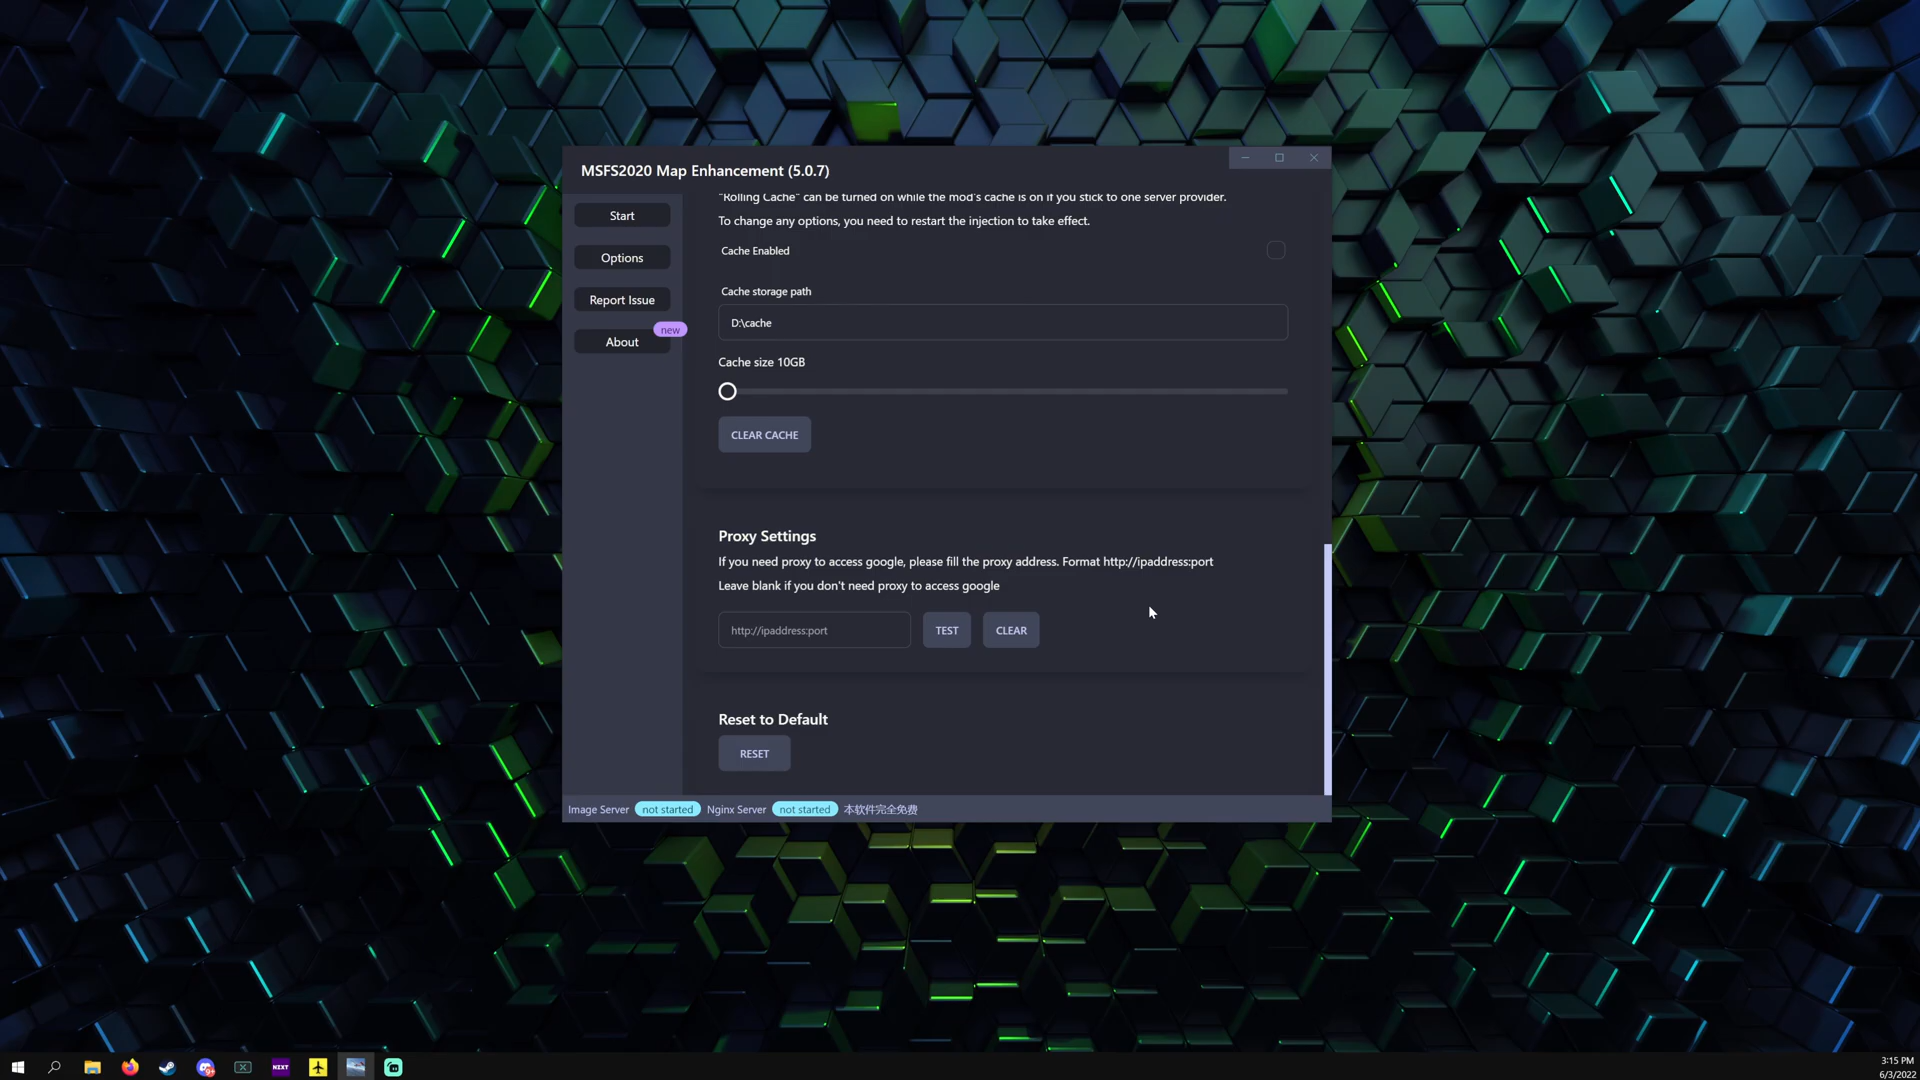 MSFS2020 Map Enhancement (5.0.7)
Start
Options
Report Issue
new
About
"Rolling Cache" can be turned on while the mod's cache is on if you stick to one server provider.
To change any options, you need to restart the injection to take effect.
Cache Enabled
Cache storage path
D:\cache
Cache size 10GB
CLEAR CACHE
Proxy Settings
If you need proxy to access google, please fill the proxy address. Format http://ipaddress:port
Leave blank if you don't need proxy to access google
http://ipaddress:port
TEST
CLEAR
Reset to Default
RESET
Image Server not started Nginx Server not started 本软件完全免费
NZXT
3:15 PM
6/3/2022